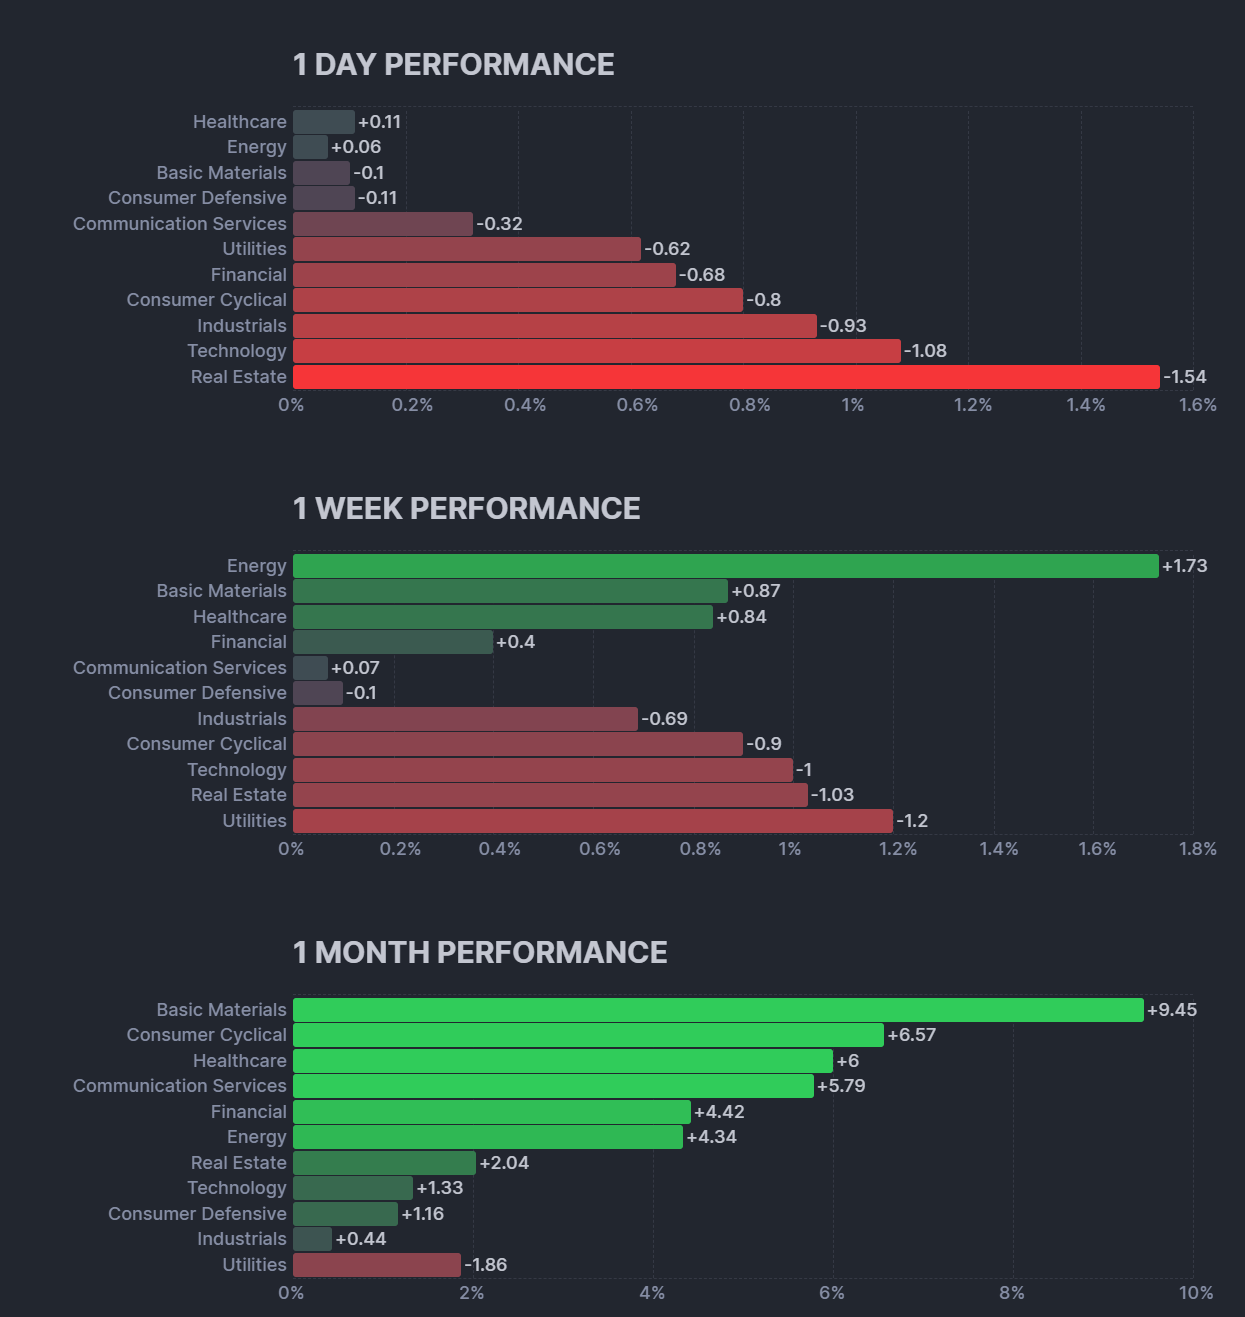 1 DAY PERFORMANCE
Healthcare +0.11
Energy +0.06
Basic Materials -0.1
Consumer Defensive -0.11
Communication Services -0.32
Utilities -0.62
Financial -0.68
Consumer Cyclical -0.8
Industrials -0.93
Technology -1.08
Real Estate -1.54
0% 0.2% 0.4% 0.6% 0.8% 1% 1.2% 1.4% 1.6%
1 WEEK PERFORMANCE
Energy +1.73
Basic Materials +0.87
Healthcare +0.84
Financial +0.4
Communication Services +0.07
Consumer Defensive -0.1
Industrials -0.69
Consumer Cyclical -0.9
Technology -1
Real Estate -1.03
Utilities -1.2
0% 0.2% 0.4% 0.6% 0.8% 1% 1.2% 1.4% 1.6% 1.8%
1 MONTH PERFORMANCE
Basic Materials +9.45
Consumer Cyclical +6.57
Healthcare +6
Communication Services +5.79
Financial +4.42
Energy +4.34
Real Estate +2.04
Technology +1.33
Consumer Defensive +1.16
Industrials +0.44
Utilities -1.86
0% 2% 4% 6% 8% 10%